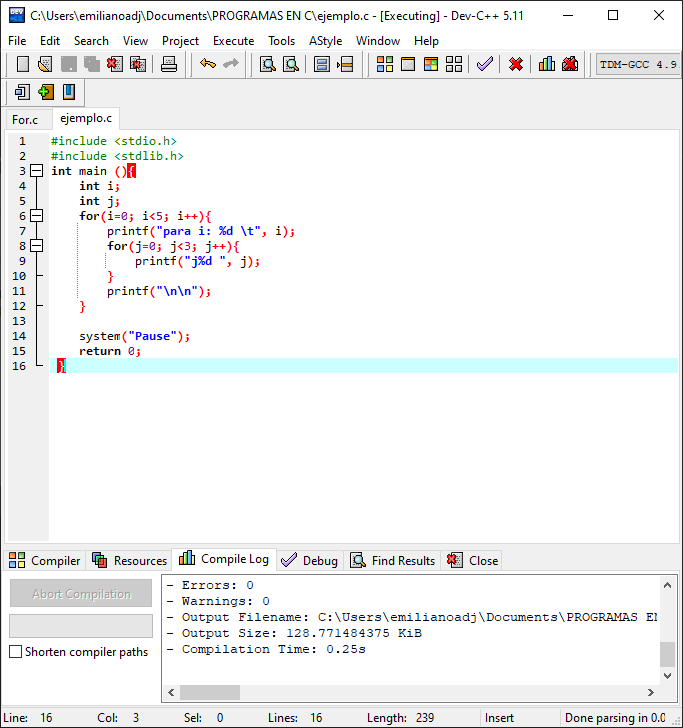 C:\Users\emilianoadj\Documents\PROGRAMAS EN C\ejemplo.c - [Executing] - Dev-C++ 5.11
File Edit Search View Project Execute Tools AStyle Window Help
TDM-GCC 4.9
For.c ejemplo.c
1 #include <stdio.h>
2 #include <stdlib.h>
3 int main (){
4 int i;
5 int j;
6 for(i=0; i<5; i++){
7 printf("para i: %d \t", i);
8 for(j=0; j<3; j++){
9 printf("j%d ", j);
10 }
11 printf("\n\n");
12 }
13
14 system("Pause");
15 return 0;
16 }
Compiler Resources Compile Log Debug Find Results Close
Abort Compilation
Shorten compiler paths
- Errors: 0
- Warnings: 0
- Output Filename: C:\Users\emilianoadj\Documents\PROGRAMAS EN
- Output Size: 128.771484375 KiB
- Compilation Time: 0.25s
Line: 16 Col: 3 Sel: 0 Lines: 16 Length: 239 Insert Done parsing in 0.0